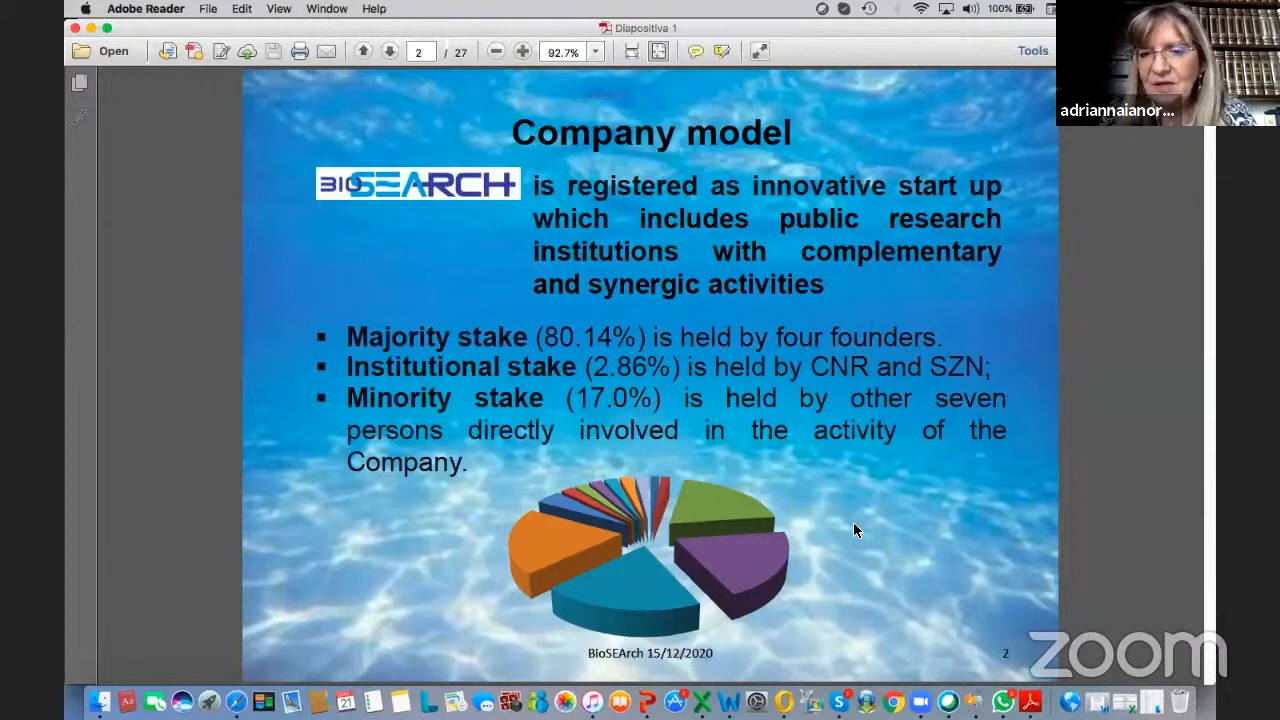 Adobe Reader File Edit View Window Help 100%
Diapositiva 1
Open 2 / 27 92.7% Tools
adriannaianor...
Company model
BIOSEARCH
is registered as innovative start up
which includes public research
institutions with complementary
and synergic activities
▪ Majority stake (80.14%) is held by four founders.
▪ Institutional stake (2.86%) is held by CNR and SZN;
▪ Minority stake (17.0%) is held by other seven
persons directly involved in the activity of the
Company.
BioSEArch 15/12/2020
2
zoom
21